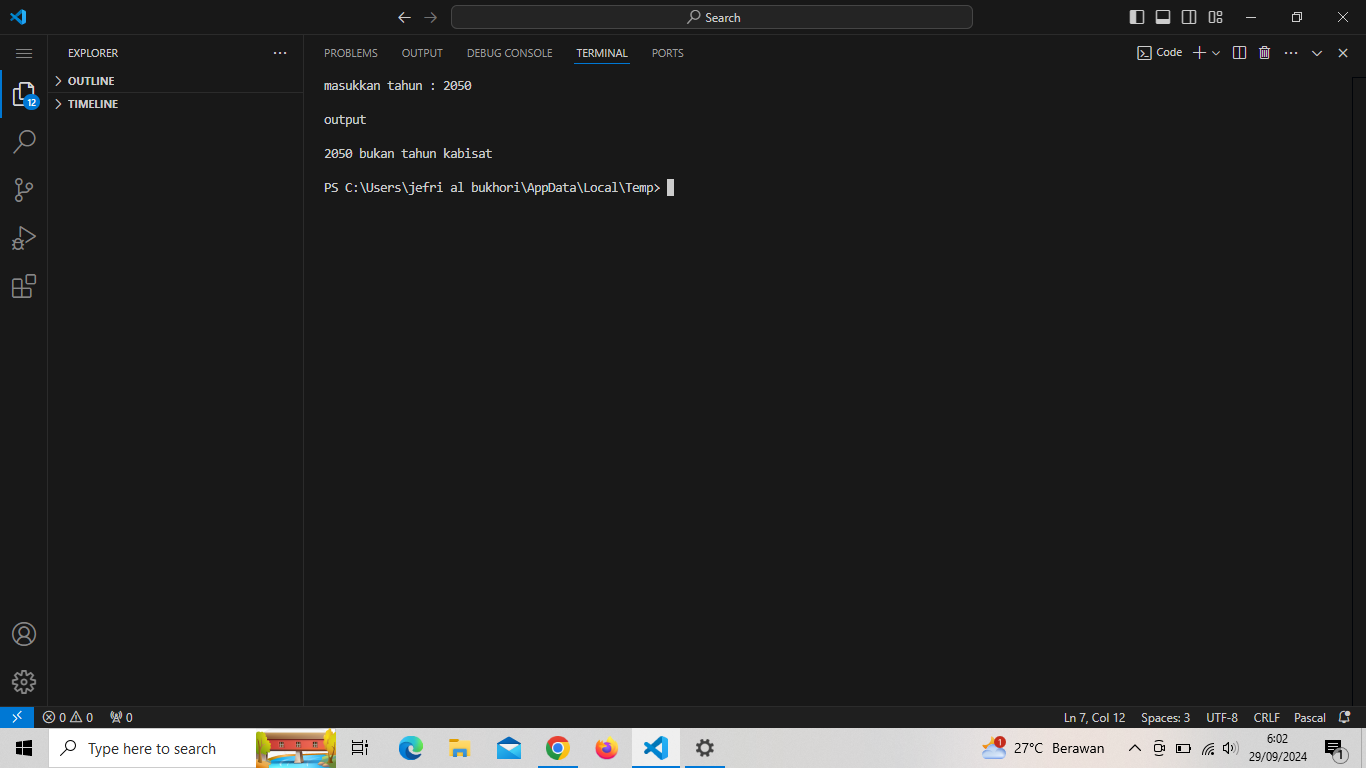 Search
EXPLORER
OUTLINE
TIMELINE
12
PROBLEMS OUTPUT DEBUG CONSOLE TERMINAL PORTS
Code
masukkan tahun : 2050
output
2050 bukan tahun kabisat
PS C:\Users\jefri al bukhori\AppData\Local\Temp>
0 0 0
Ln 7, Col 12 Spaces: 3 UTF-8 CRLF Pascal
Type here to search
1
27°C Berawan
6:02
29/09/2024
1